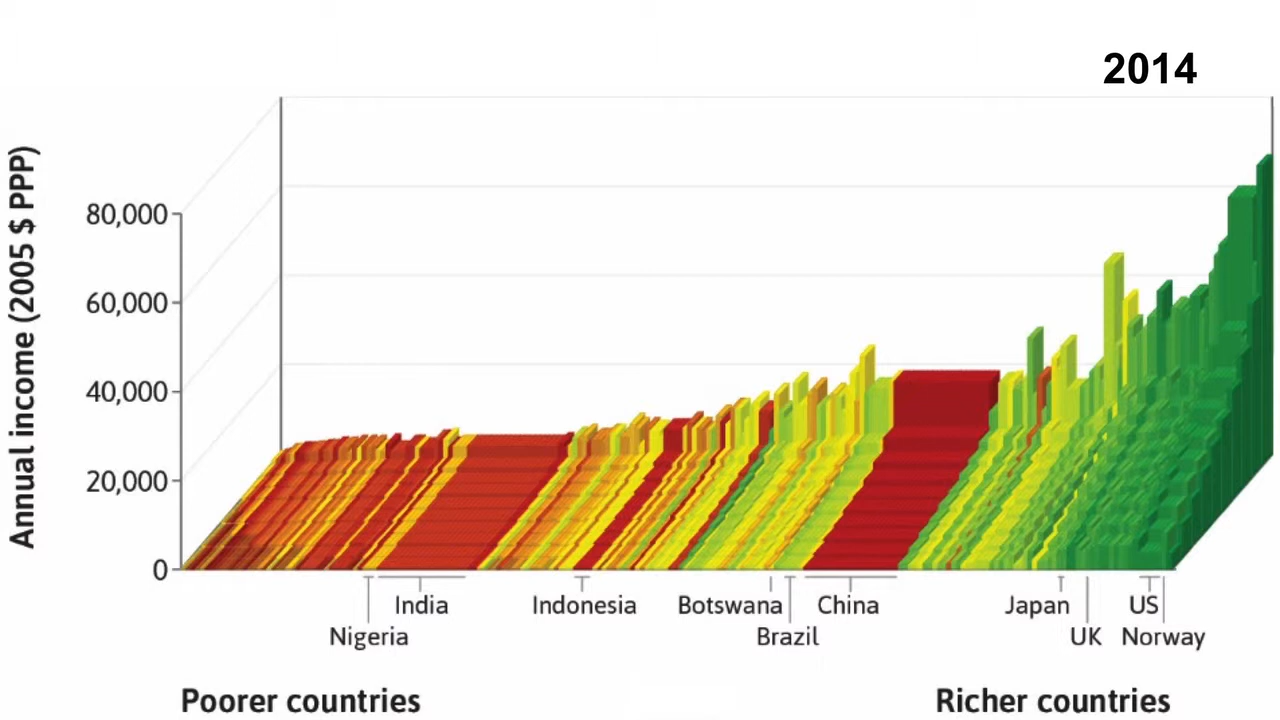 2014
Annual income (2005 $ PPP)
80,000
60,000
40,000
20,000
0
India
Indonesia
Botswana
China
Japan
US
Nigeria
Brazil
UK
Norway
Poorer countries
Richer countries